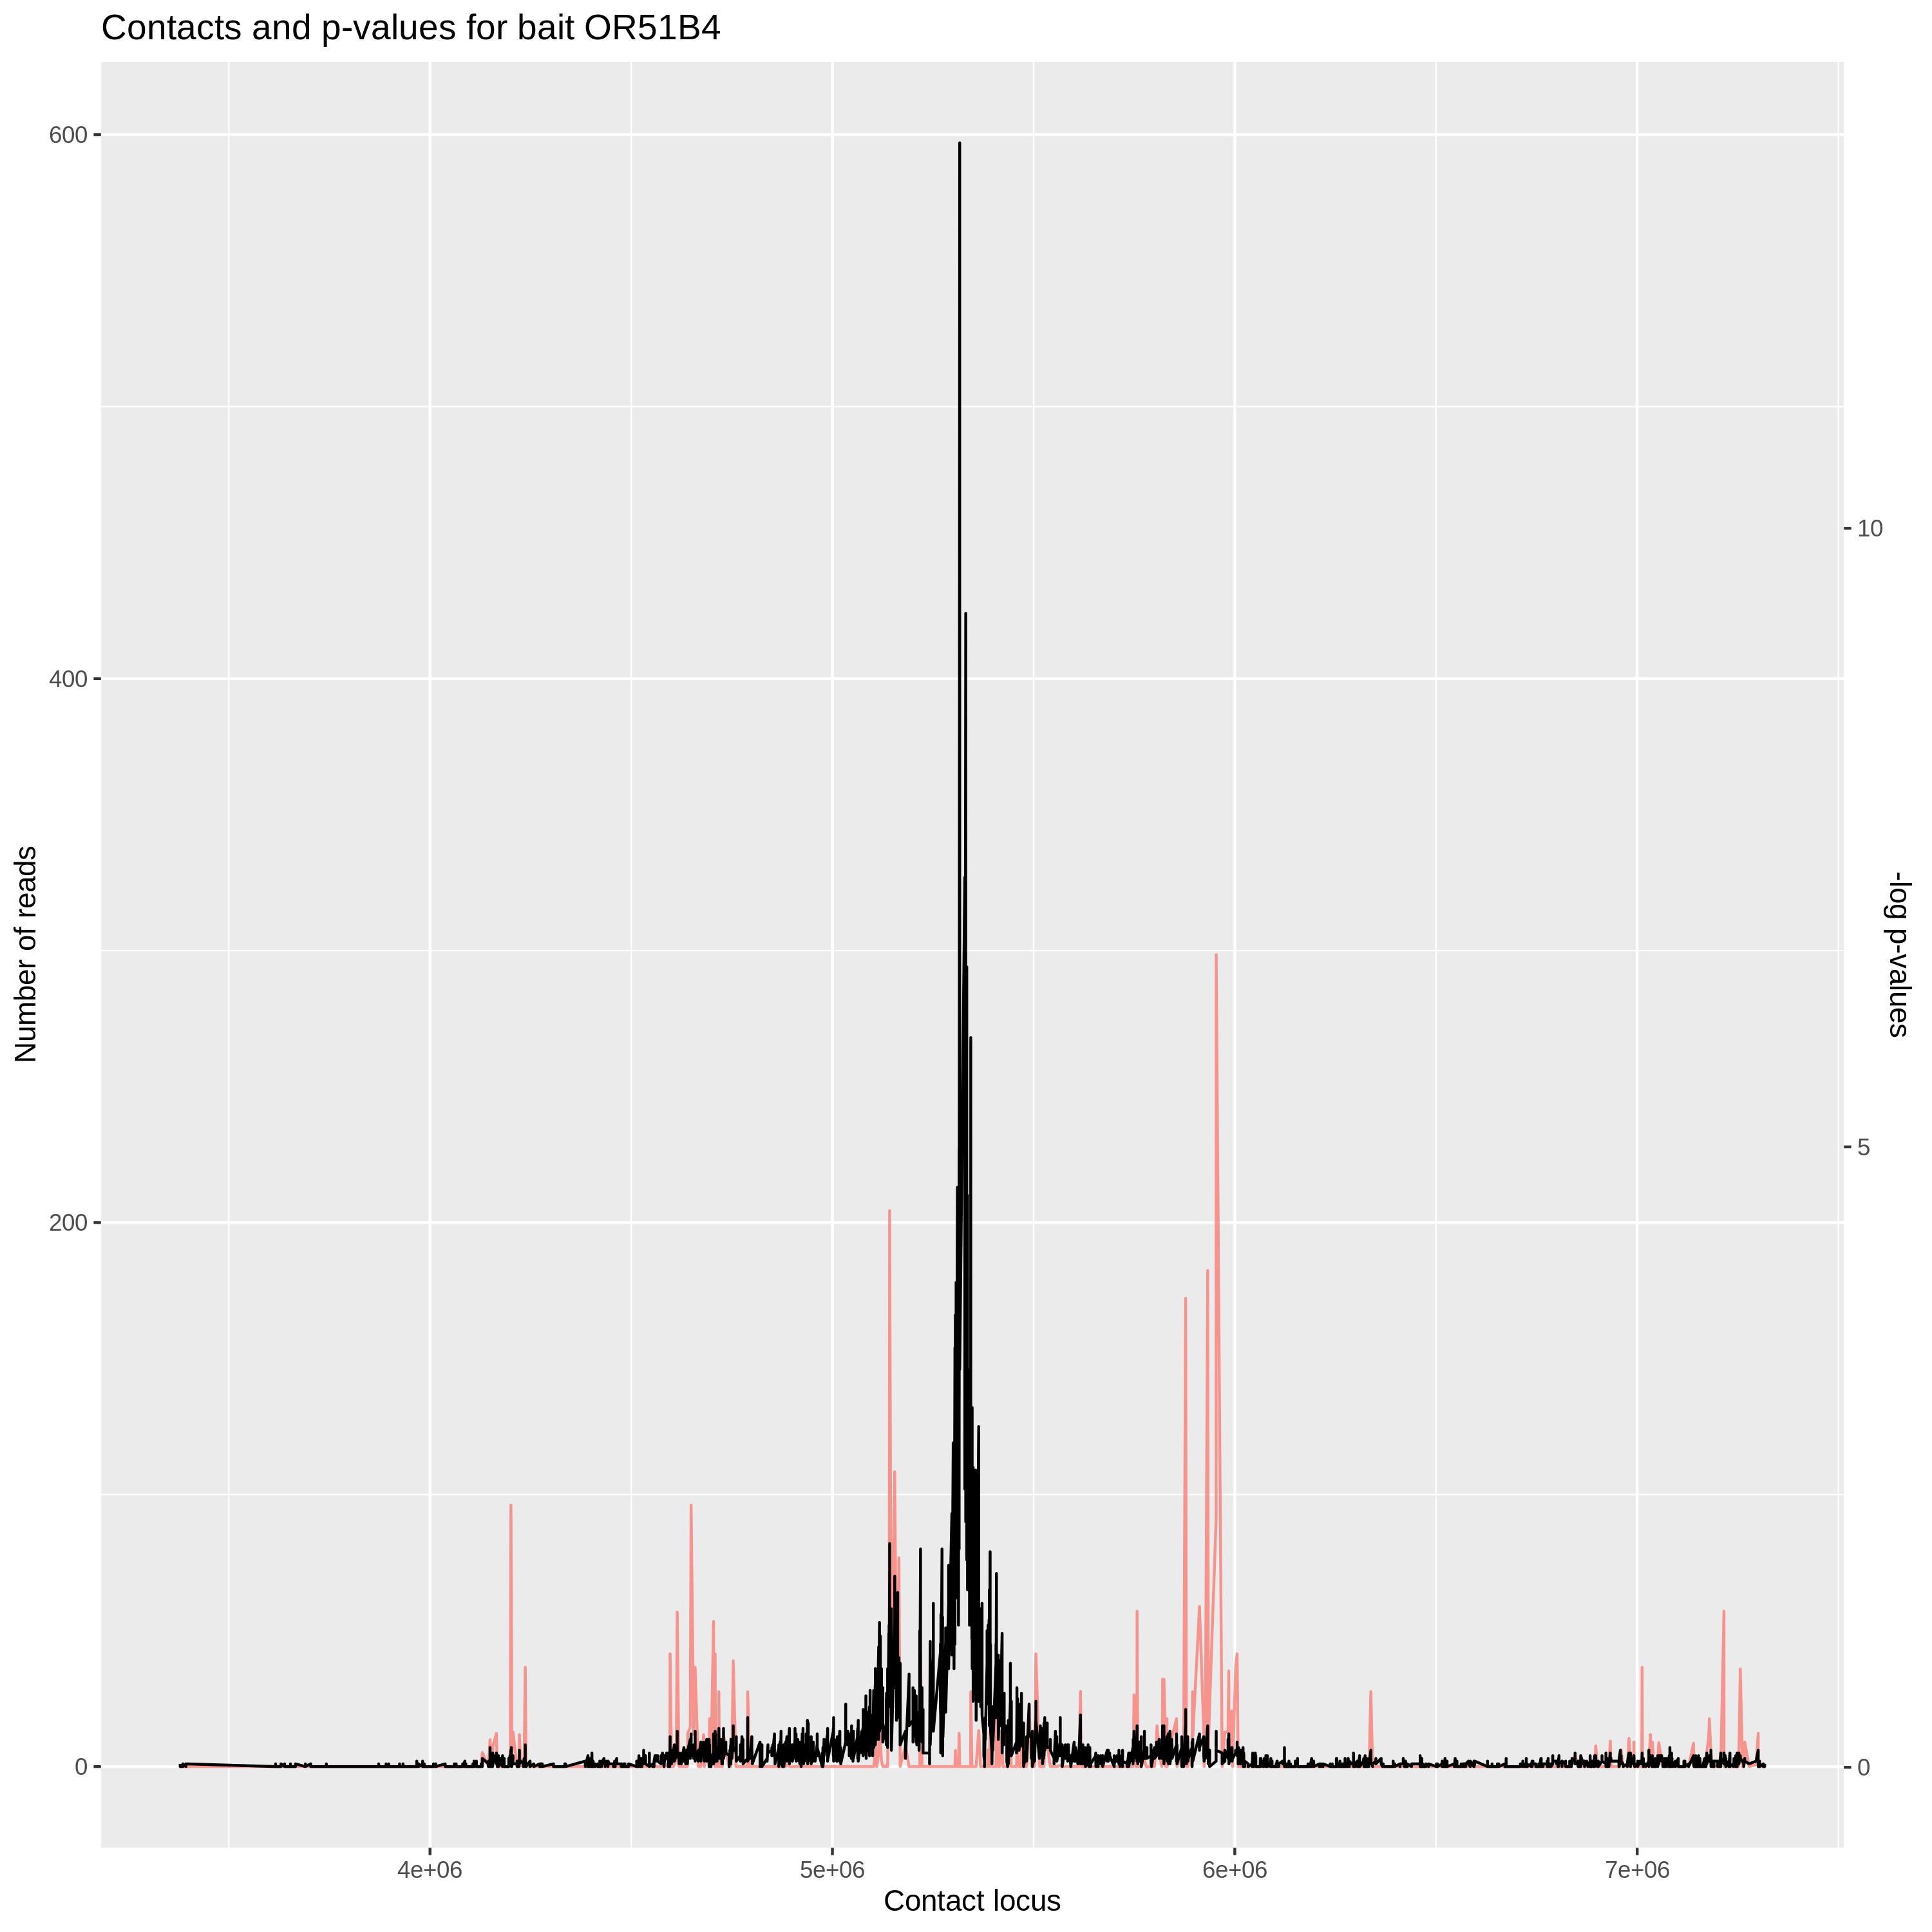 Contacts and p-values for bait OR51B4
600
400
200
0
Number of reads
10
5
0
-log p-values
4e+06
5e+06
6e+06
7e+06
Contact locus